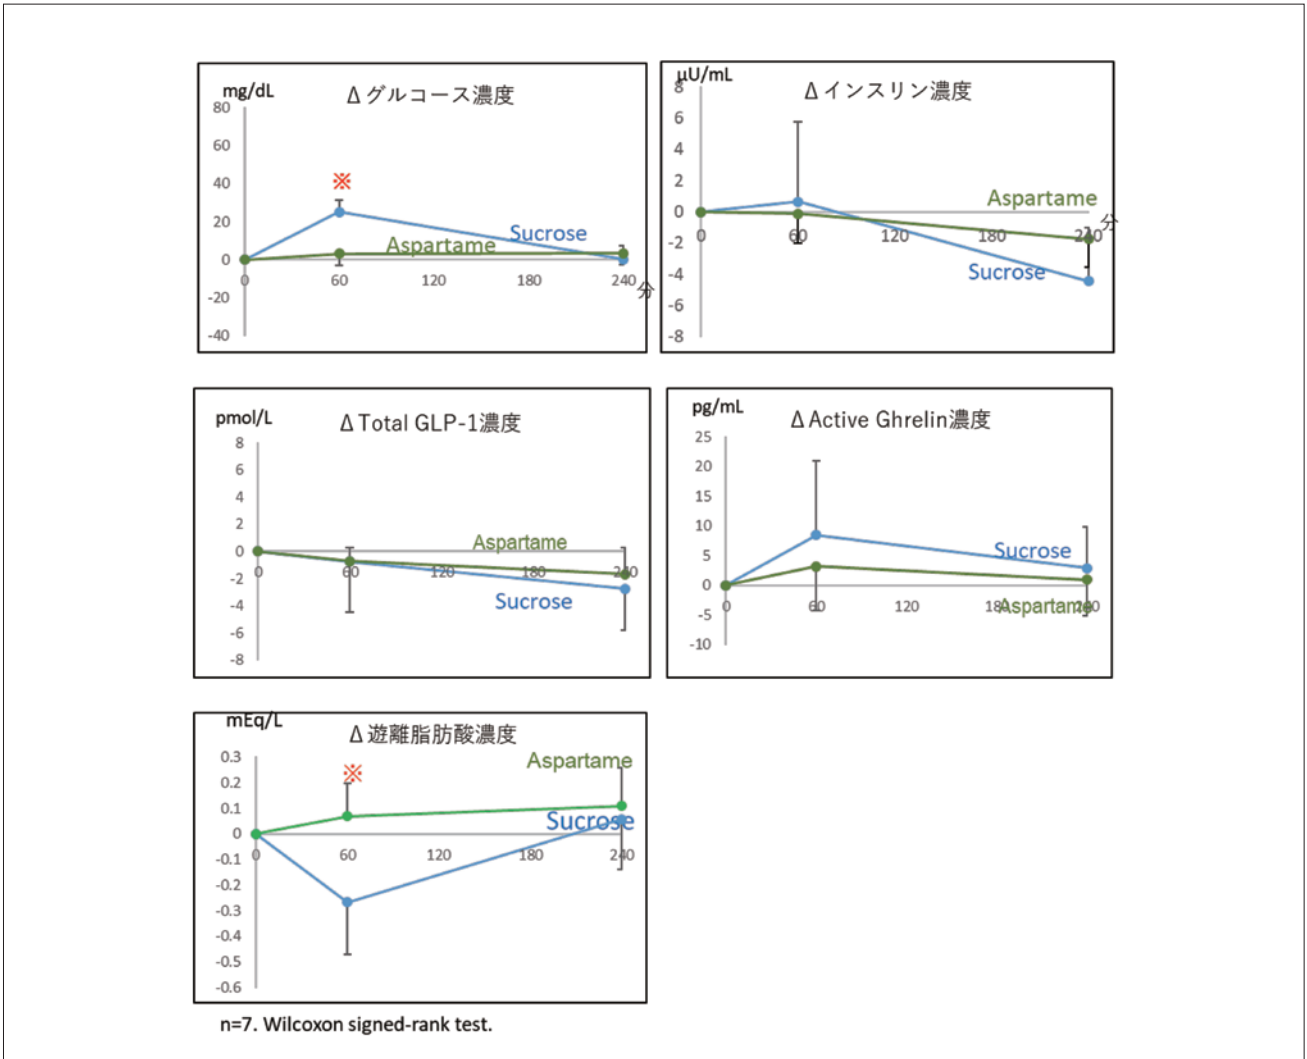 mg/dL
Δ グルコース濃度
80
60
40
20
0
-20
-40
※
Aspartame
Sucrose
0 60 120 180 240
分
μU/mL
Δ インスリン濃度
8
6
4
2
0
-2
-4
-6
-8
Aspartame
Sucrose
0 60 120 180 240
分
pmol/L
Δ Total GLP-1濃度
8
6
4
2
0
-2
-4
-6
-8
Aspartame
0 60 120 180 240
Sucrose
pg/mL
Δ Active Ghrelin濃度
25
20
15
10
5
0
-5
-10
Sucrose
0 60 120 180 240
Aspartame
mEq/L
Δ 遊離脂肪酸濃度
0.3
0.2
0.1
0
-0.1
-0.2
-0.3
-0.4
-0.5
-0.6
※
Aspartame
Sucrose
0 60 120 180 240
n=7. Wilcoxon signed-rank test.